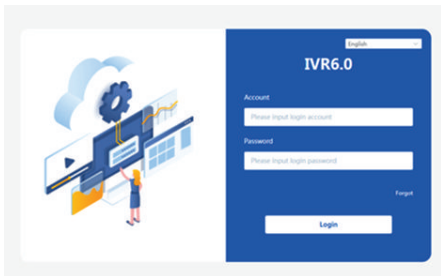 English
IVR6.0
Account
Please input login account
Password
Please input login password
Forgot
Login